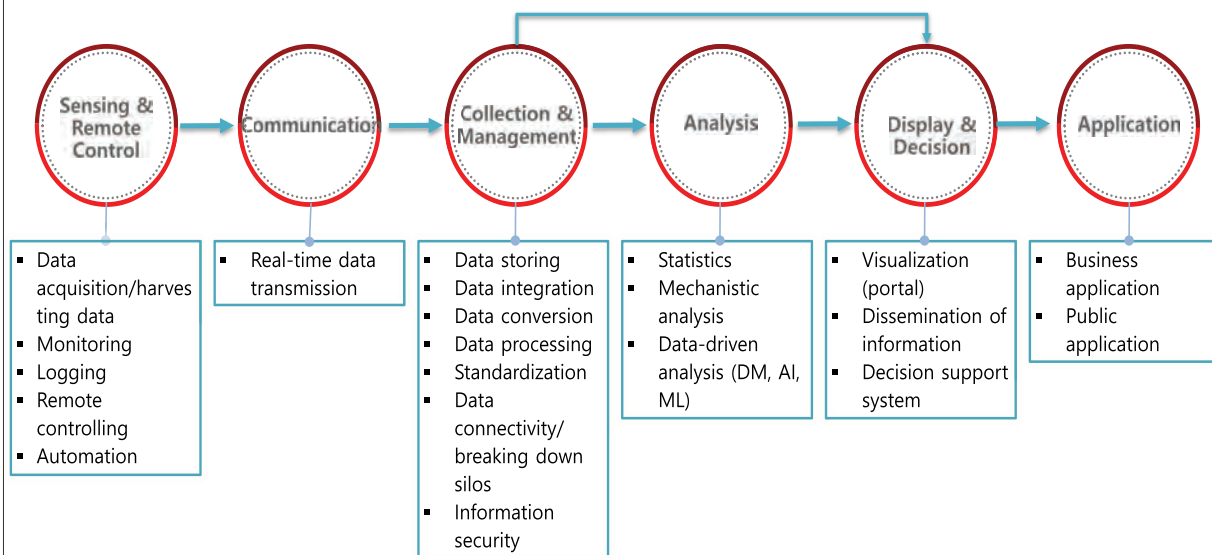 Sensing &
Remote
Control
Communication
Collection &
Management
Analysis
Display &
Decision
Application
▪ Data
acquisition/harves
ting data
▪ Monitoring
▪ Logging
▪ Remote
controlling
▪ Automation
▪ Real-time data
transmission
▪ Data storing
▪ Data integration
▪ Data conversion
▪ Data processing
▪ Standardization
▪ Data
connectivity/
breaking down
silos
▪ Information
security
▪ Statistics
▪ Mechanistic
analysis
▪ Data-driven
analysis (DM, AI,
ML)
▪ Visualization
(portal)
▪ Dissemination of
information
▪ Decision support
system
▪ Business
application
▪ Public
application